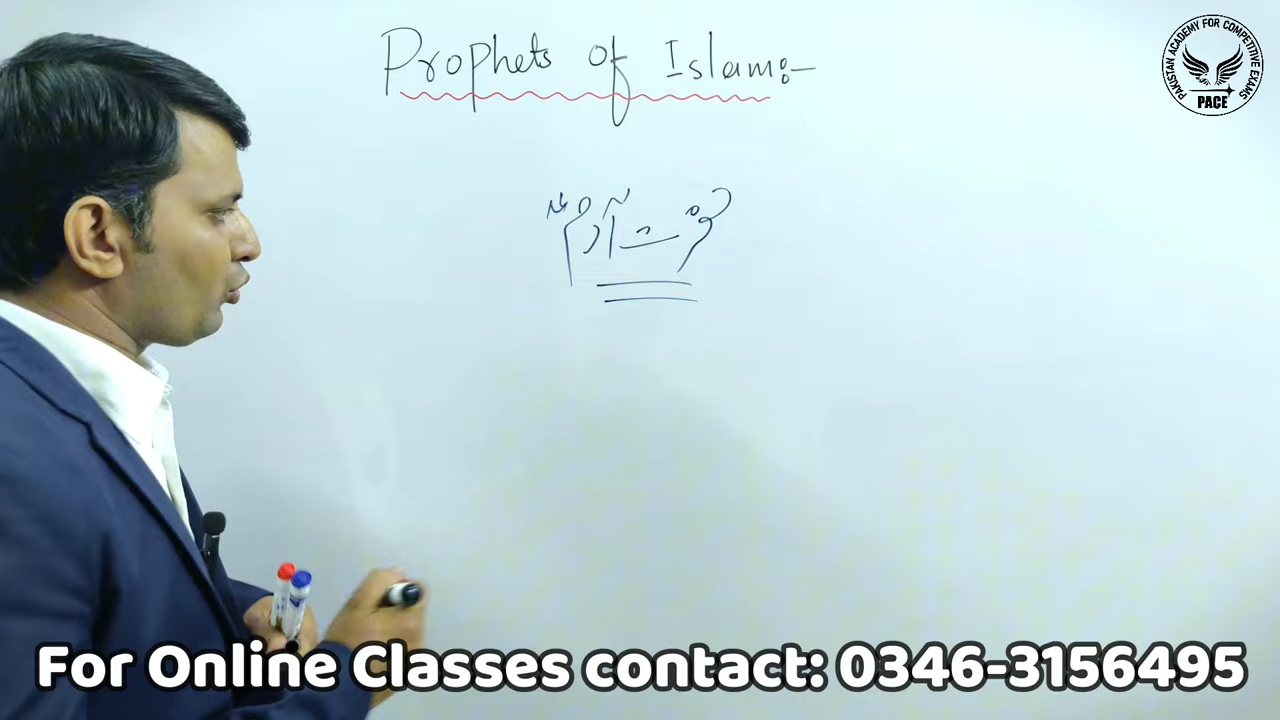 Prophets of Islam:-
PAKISTAN ACADEMY FOR COMPETITIVE EXAMS
PACE
حضرت آدمؑ
For Online Classes contact: 0346-3156495